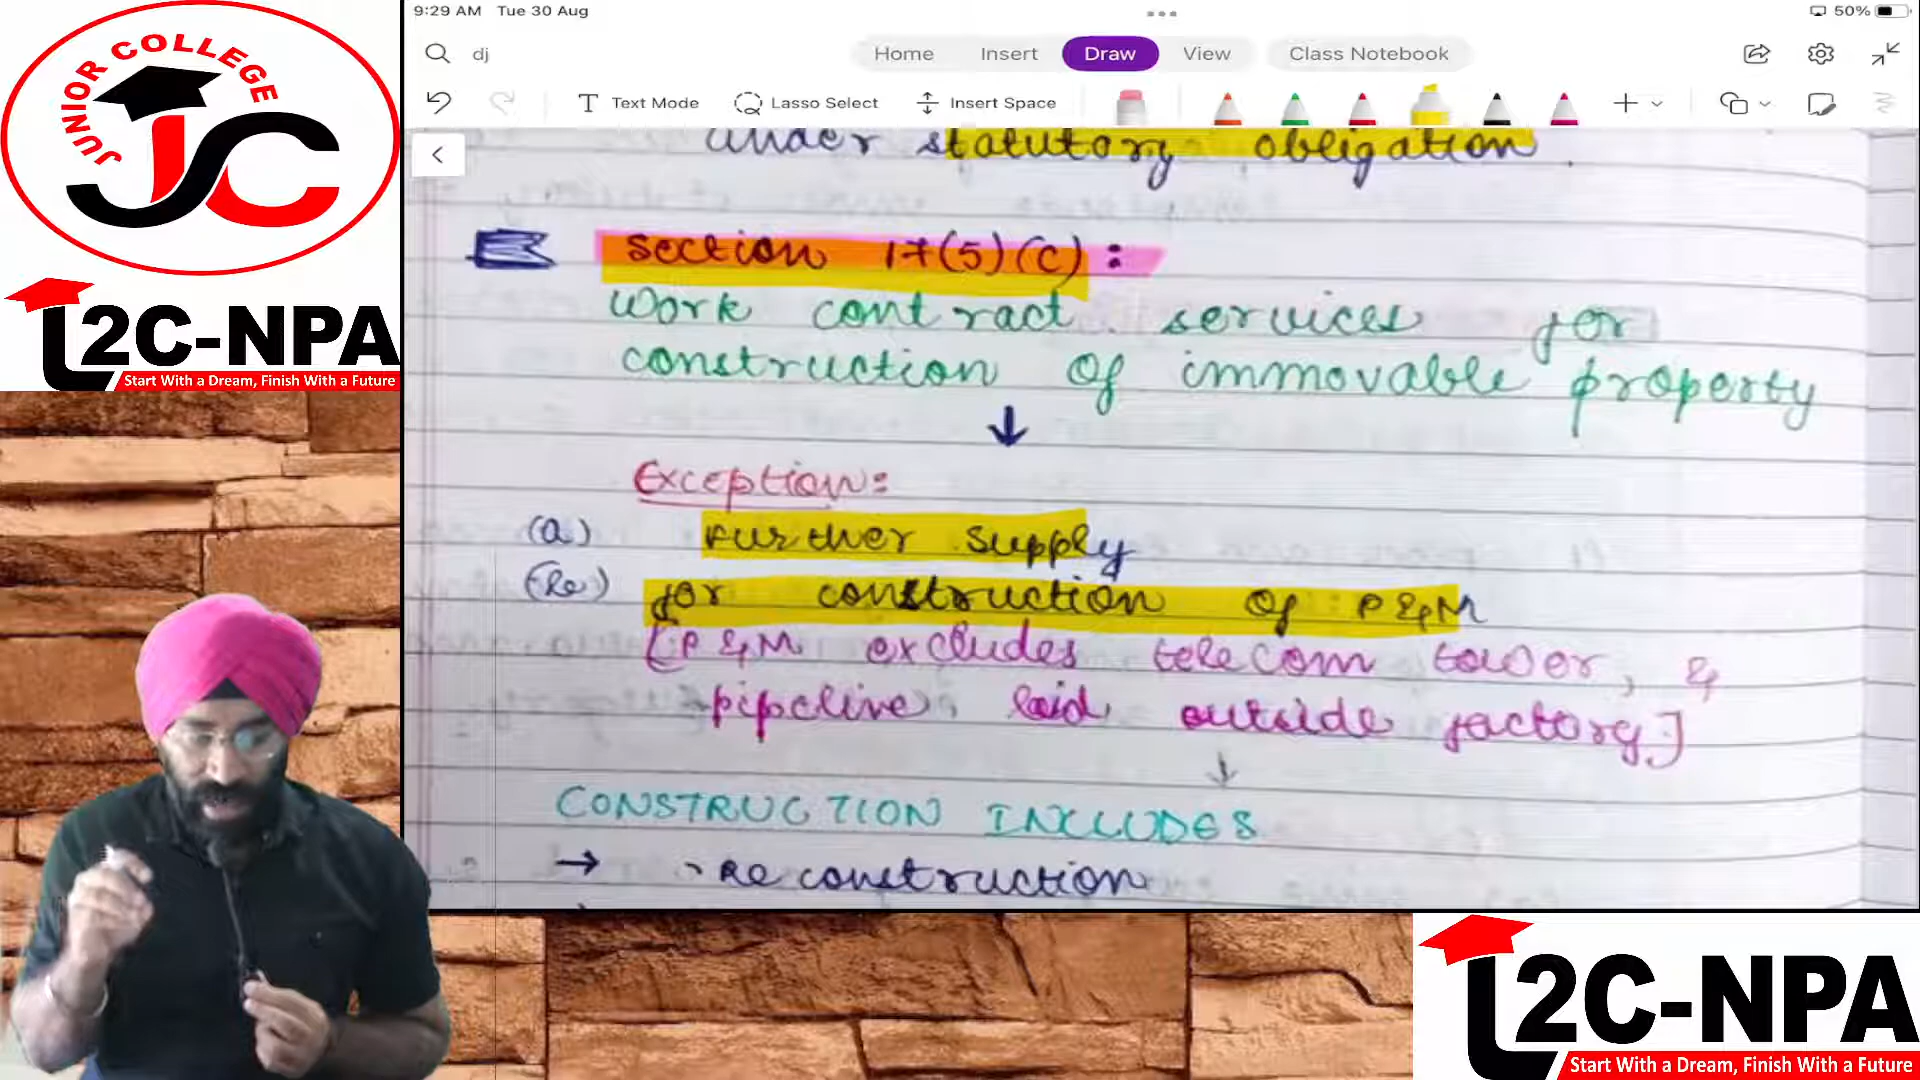 9:29 AM Tue 30 Aug
50%
JUNIOR COLLEGE
JC
L2C-NPA
Start With a Dream, Finish With a Future
dj
Home Insert Draw View Class Notebook
Text Mode Lasso Select Insert Space
under statutory obligation
Section 17(5)(c):
Work contract services for
construction of immovable property
Exception:
(a) Further supply
(b) for construction of P&M
[P&M excludes telecom tower, &
pipeline laid outside factory]
CONSTRUCTION INCLUDES
→ Reconstruction
L2C-NPA
Start With a Dream, Finish With a Future